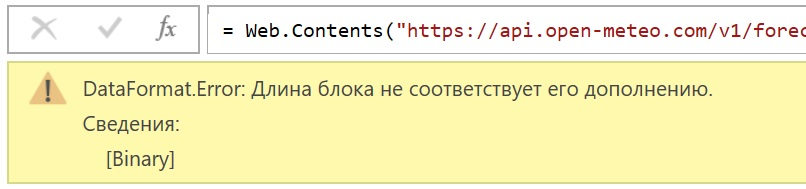 fx = Web.Contents("https://api.open-meteo.com/v1/forec
DataFormat.Error: Длина блока не соответствует его дополнению.
Сведения:
[Binary]